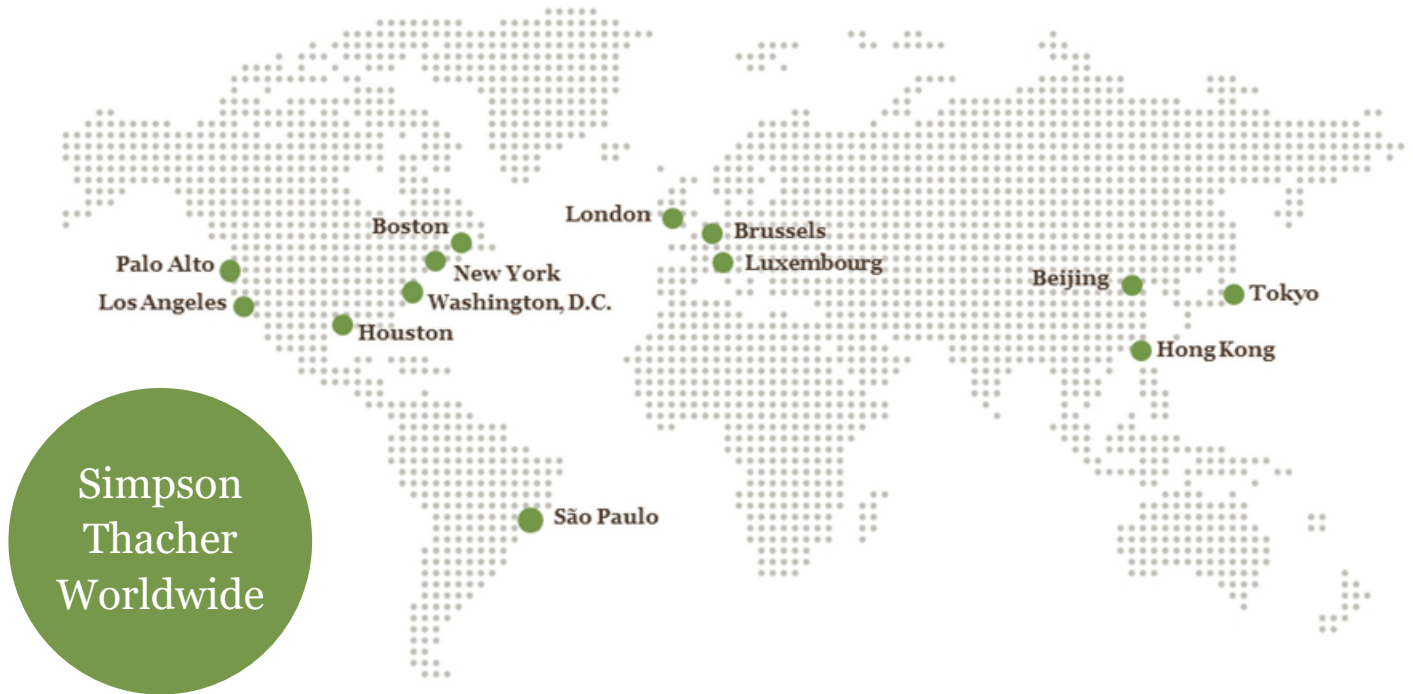 London
Boston
Brussels
Palo Alto
New York
Luxembourg
Beijing
Los Angeles
Washington, D.C.
Tokyo
Houston
Hong Kong
São Paulo
Simpson
Thacher
Worldwide